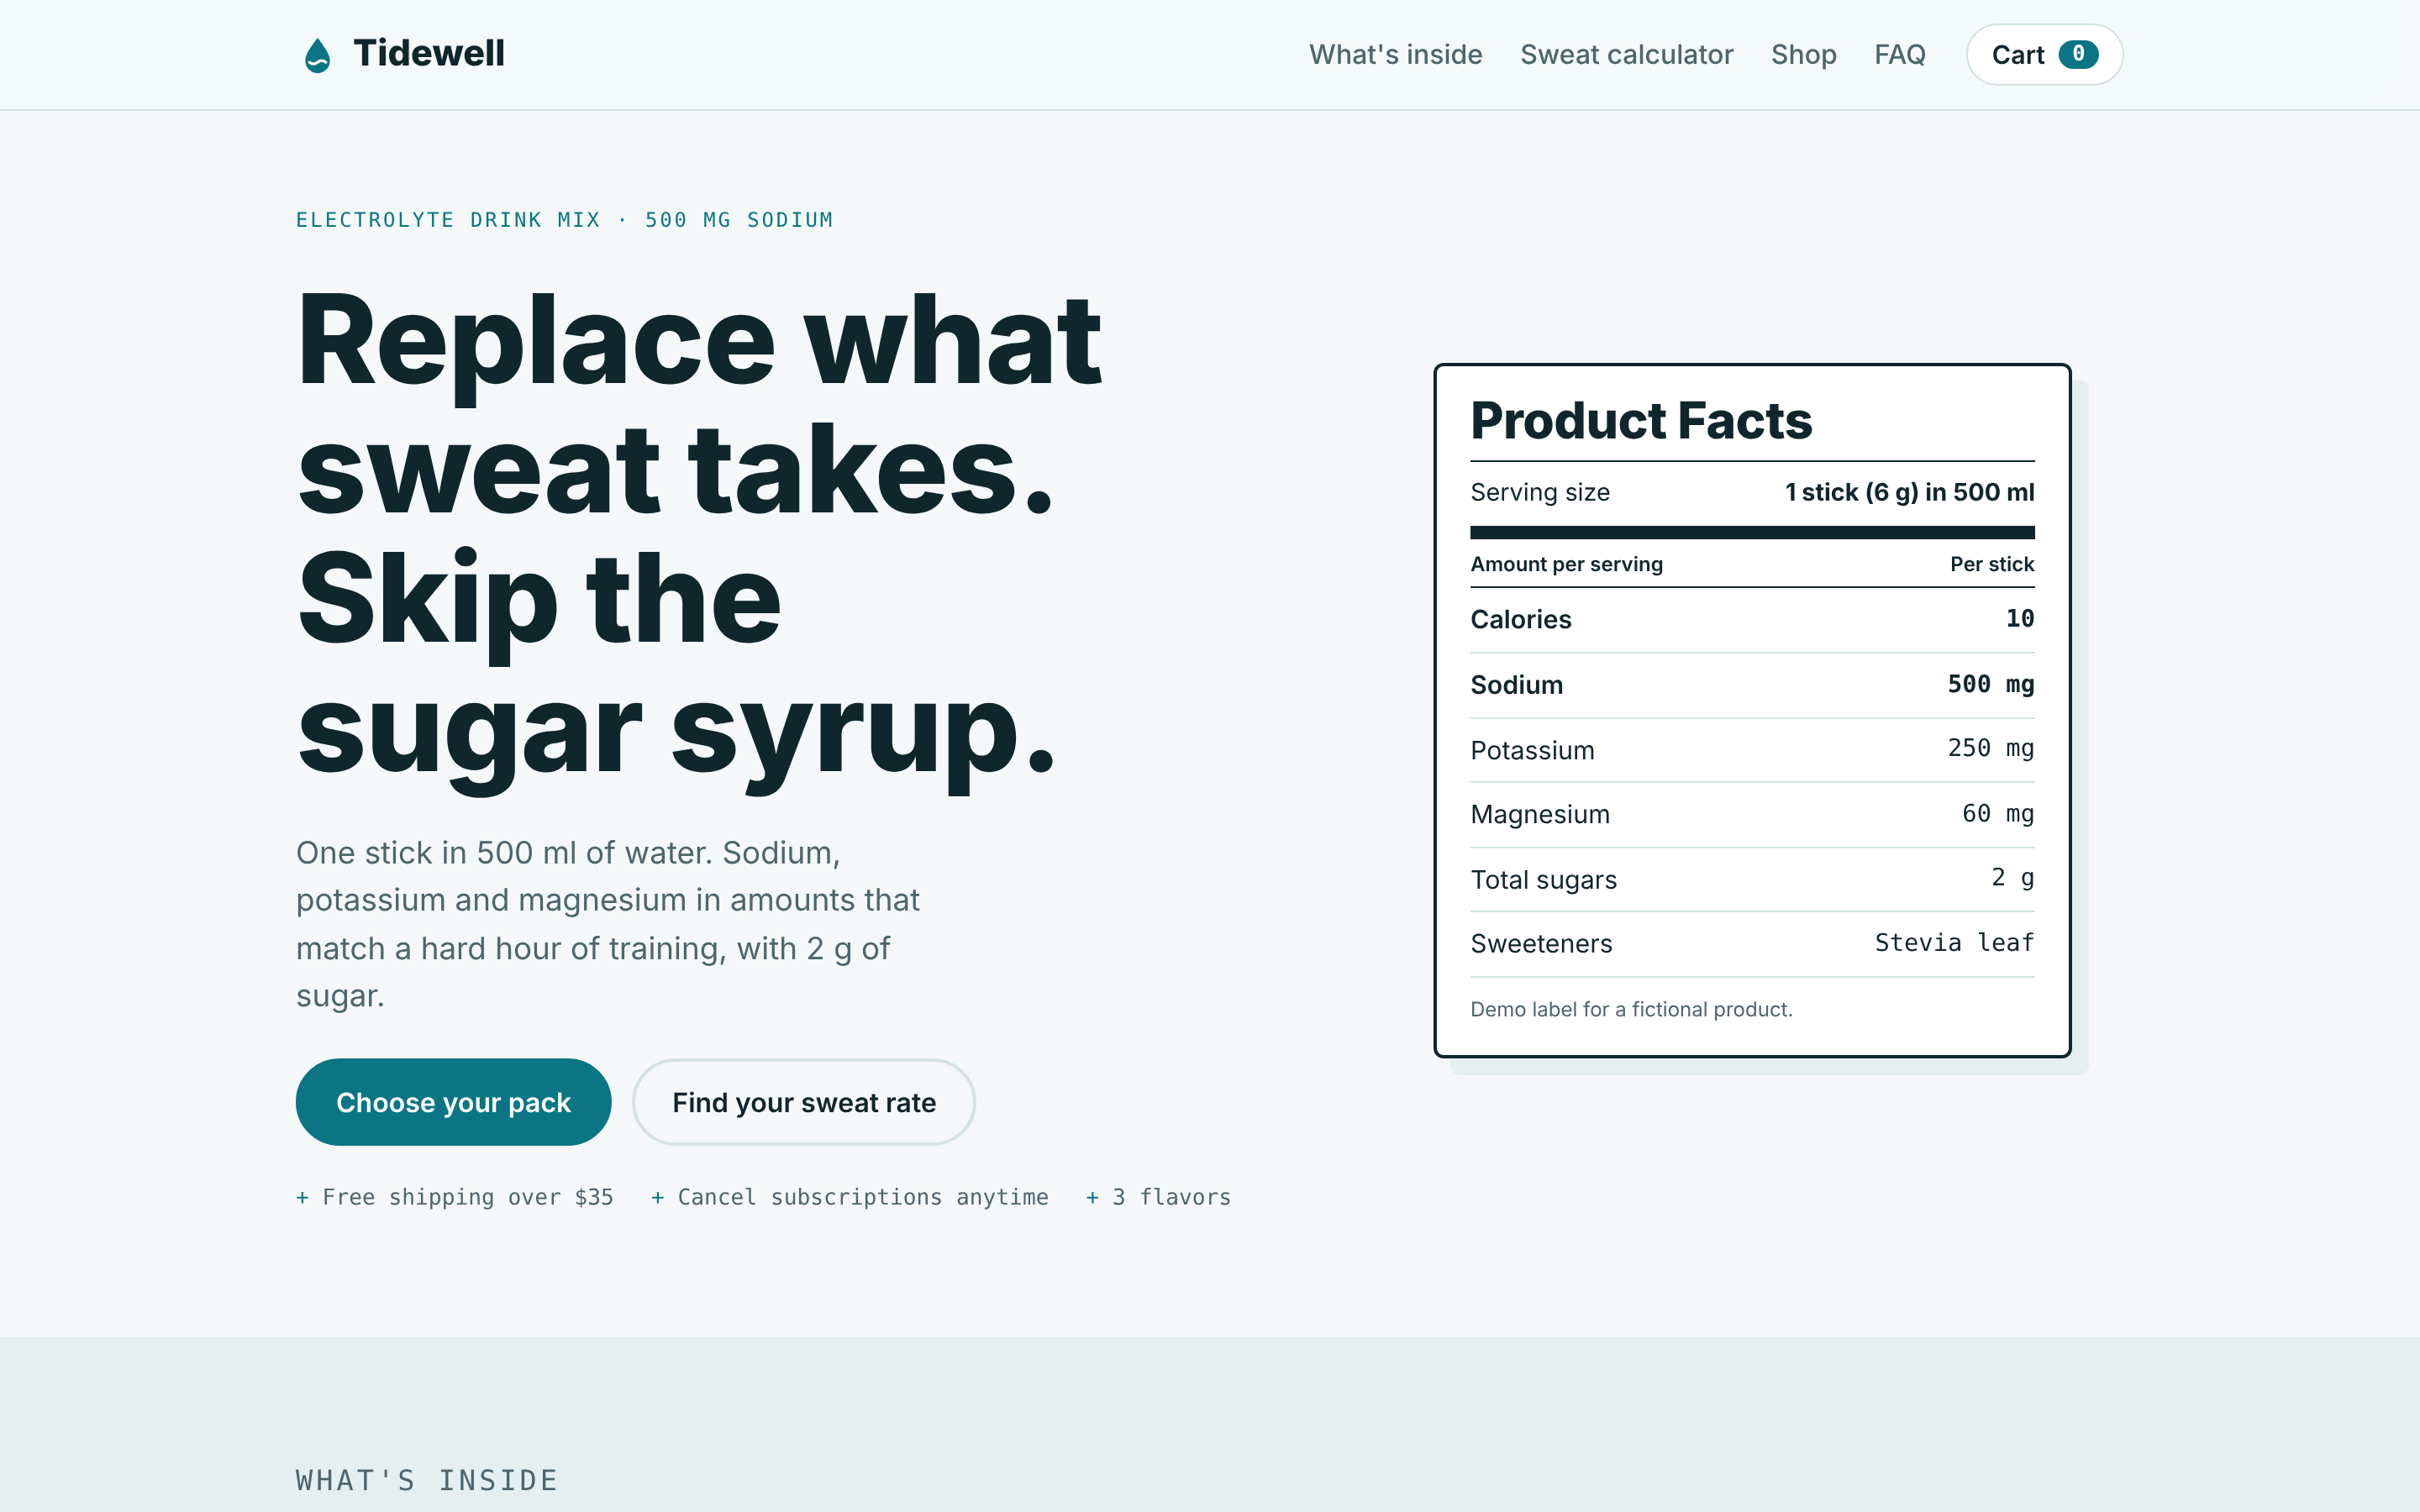 Tidewell
What's inside Sweat calculator Shop FAQ Cart 0
ELECTROLYTE DRINK MIX · 500 MG SODIUM
Replace what
sweat takes.
Skip the
sugar syrup.
One stick in 500 ml of water. Sodium,
potassium and magnesium in amounts that
match a hard hour of training, with 2 g of
sugar.
Choose your pack Find your sweat rate
+ Free shipping over $35 + Cancel subscriptions anytime + 3 flavors
Product Facts
Serving size 1 stick (6 g) in 500 ml
Amount per serving Per stick
Calories 10
Sodium 500 mg
Potassium 250 mg
Magnesium 60 mg
Total sugars 2 g
Sweeteners Stevia leaf
Demo label for a fictional product.
WHAT'S INSIDE